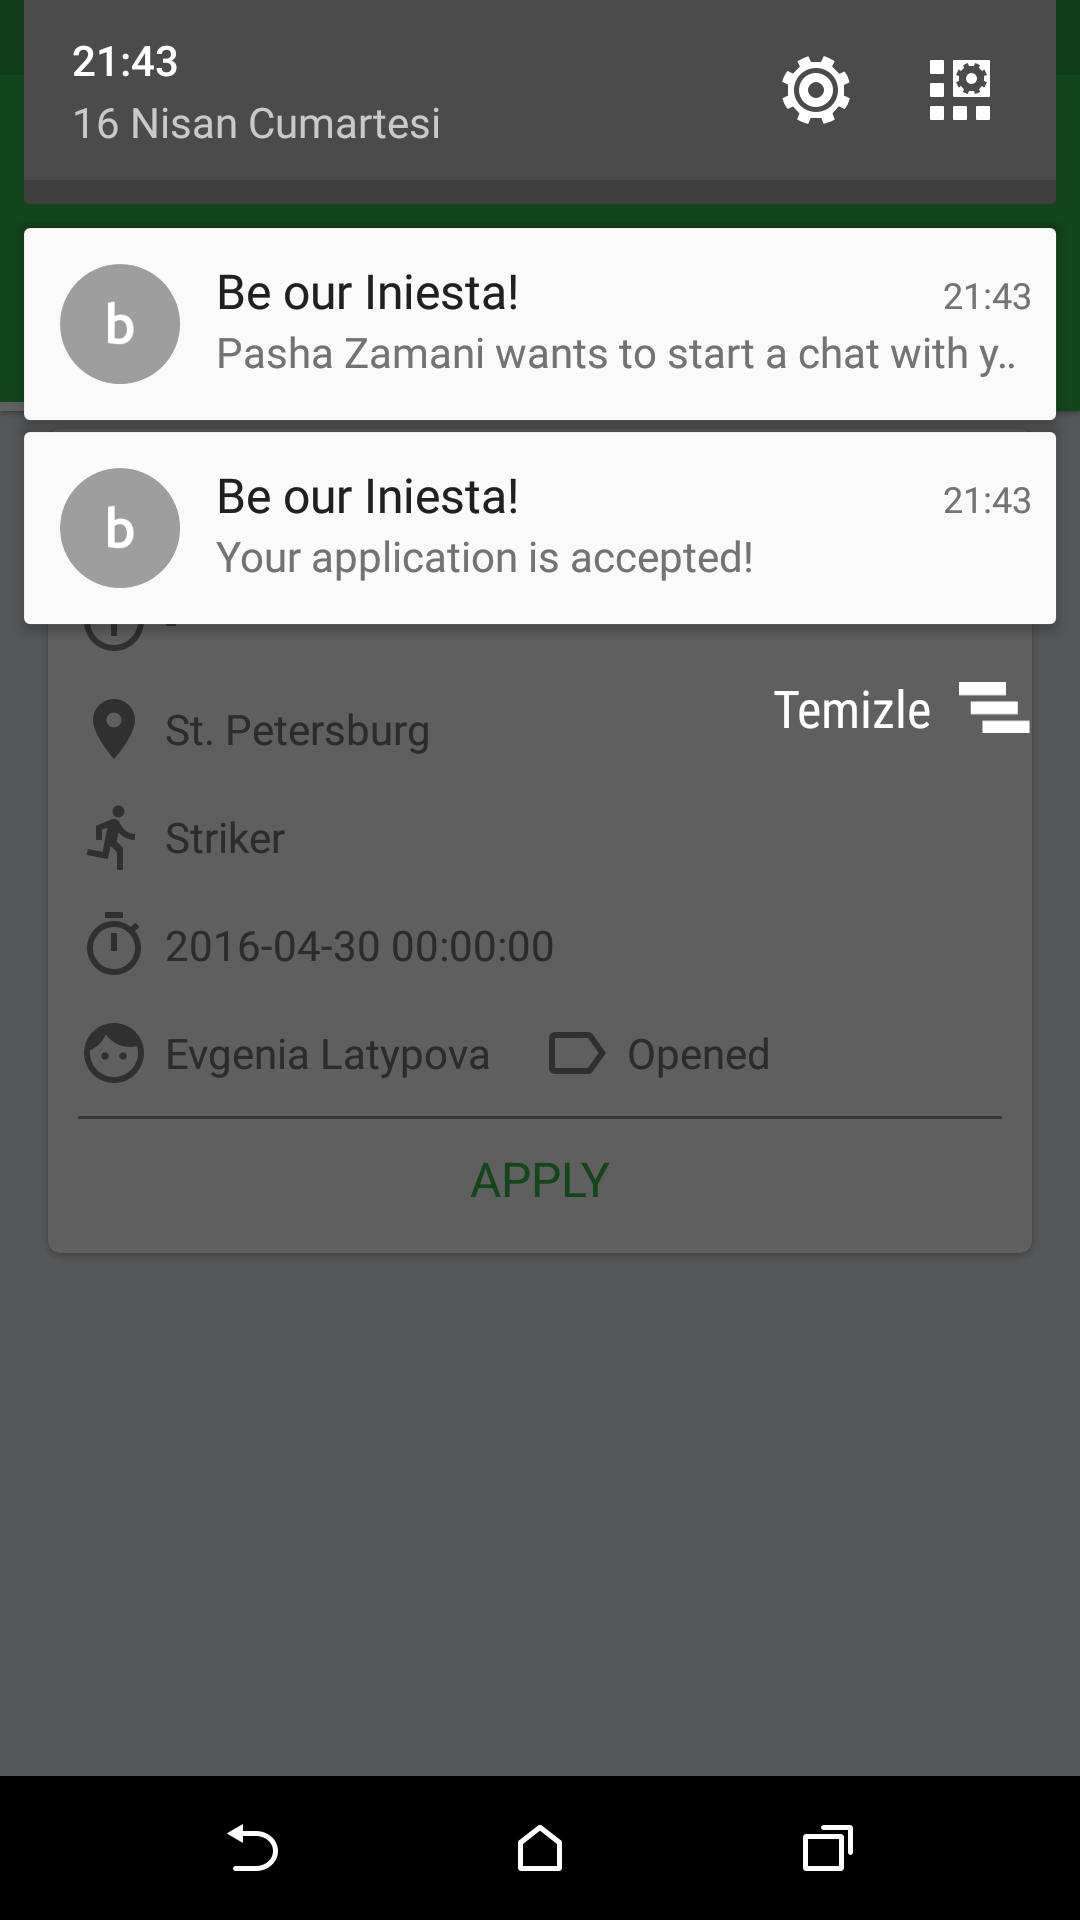 21:43
16 Nisan Cumartesi
b
Be our Iniesta!
21:43
Pasha Zamani wants to start a chat with y..
b
Be our Iniesta!
21:43
Your application is accepted!
Temizle
St. Petersburg
Striker
2016-04-30 00:00:00
Evgenia Latypova
Opened
APPLY